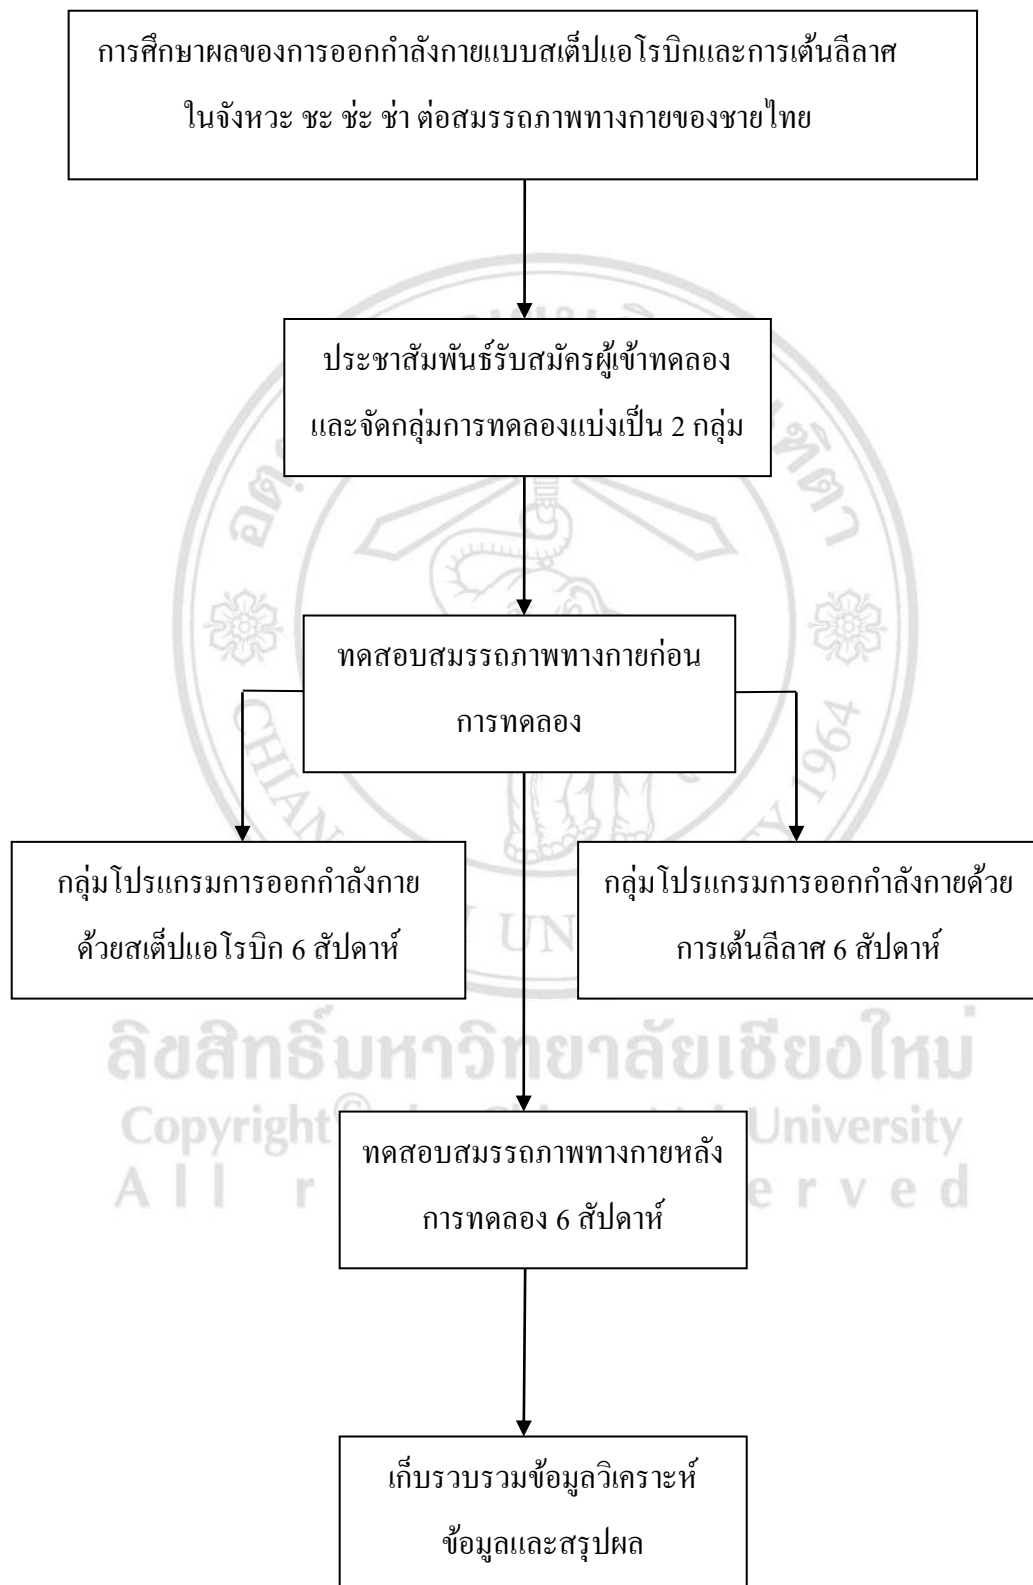 การศึกษาผลของการออกกำลังกายแบบสเต็ปแอโรบิกและการเต้นลีลาศ
ในจังหวะ ชะ ช่ะ ช่า ต่อสมรรถภาพทางกายของชายไทย
ประชาสัมพันธ์รับสมัครผู้เข้าทดลอง
และจัดกลุ่มการทดลองแบ่งเป็น 2 กลุ่ม
ทดสอบสมรรถภาพทางกายก่อน
การทดลอง
กลุ่มโปรแกรมการออกกำลังกาย
ด้วยสเต็ปแอโรบิก 6 สัปดาห์
กลุ่มโปรแกรมการออกกำลังกายด้วย
การเต้นลีลาศ 6 สัปดาห์
ลิขสิทธิ์มหาวิทยาลัยเชียงใหม่
Copyright© University
All
ทดสอบสมรรถภาพทางกายหลัง
การทดลอง 6 สัปดาห์
เก็บรวบรวมข้อมูลวิเคราะห์
ข้อมูลและสรุปผล
1964